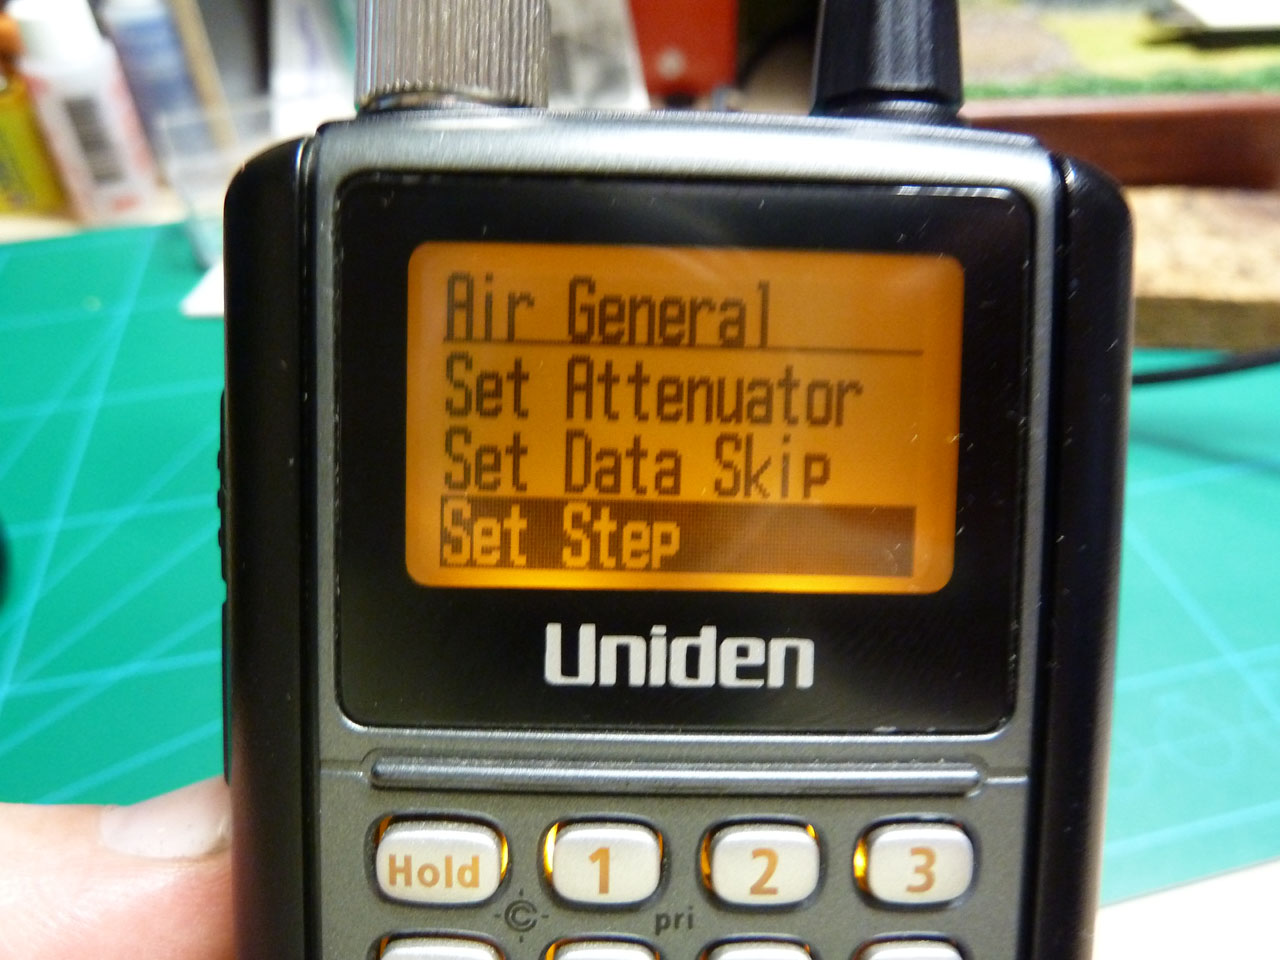 Air General
Set Attenuator
Set Data Skip
Set Step
Uniden
Hold 1 2 3
pri